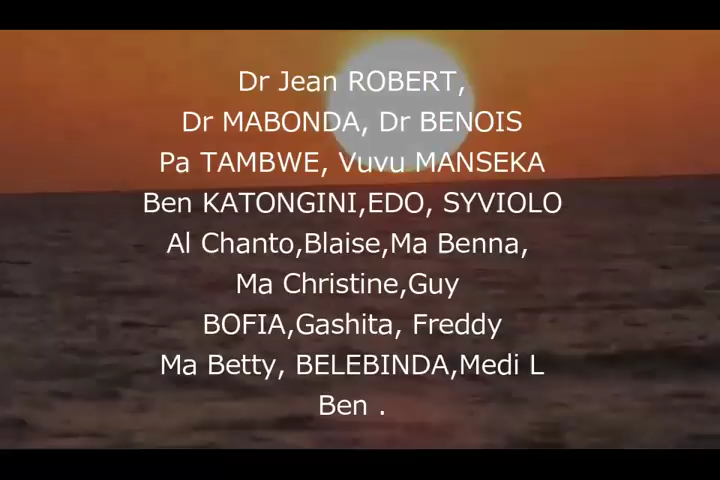 Dr Jean ROBERT,
Dr MABONDA, Dr BENOIS
Pa TAMBWE, Vuvu MANSEKA
Ben KATONGINI,EDO, SYVIOLO
Al Chanto,Blaise,Ma Benna,
Ma Christine,Guy
BOFIA,Gashita, Freddy
Ma Betty, BELEBINDA,Medi L
Ben .